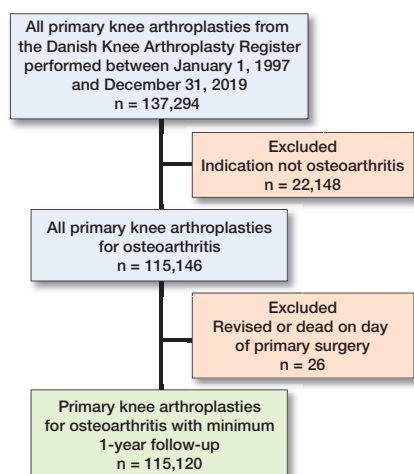 All primary knee arthroplasties from
the Danish Knee Arthroplasty Register
performed between January 1, 1997
and December 31, 2019
n = 137,294
Excluded
Indication not osteoarthritis
n = 22,148
All primary knee arthroplasties
for osteoarthritis
n = 115,146
Excluded
Revised or dead on day
of primary surgery
n = 26
Primary knee arthroplasties
for osteoarthritis with minimum
1-year follow-up
n = 115,120